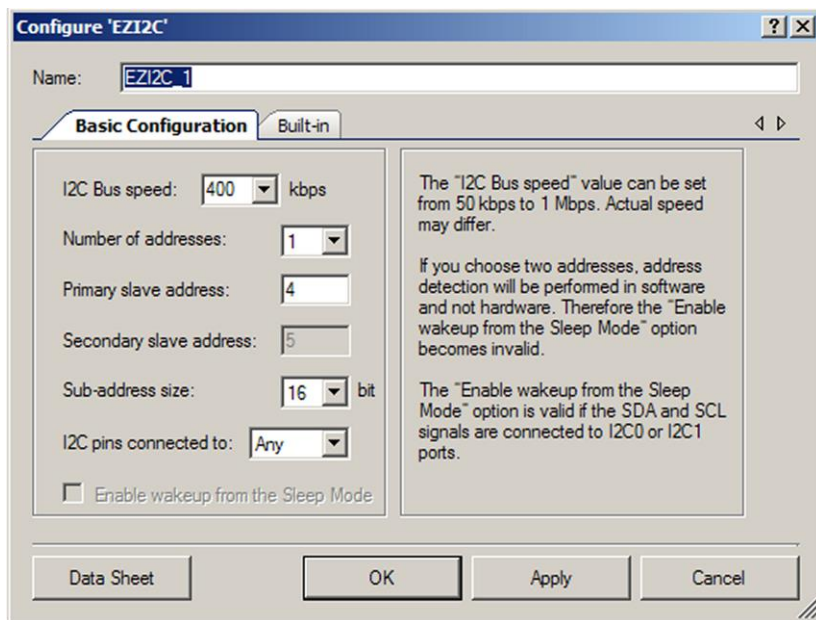 Configure 'EZI2C'
Name: EZI2C_1
Basic Configuration Built-in
I2C Bus speed: 400 kbps
Number of addresses: 1
Primary slave address: 4
Secondary slave address: 5
Sub-address size: 16 bit
I2C pins connected to: Any
Enable wakeup from the Sleep Mode
The "I2C Bus speed" value can be set
from 50 kbps to 1 Mbps. Actual speed
may differ.
If you choose two addresses, address
detection will be performed in software
and not hardware. Therefore the "Enable
wakeup from the Sleep Mode" option
becomes invalid.
The "Enable wakeup from the Sleep
Mode" option is valid if the SDA and SCL
signals are connected to I2C0 or I2C1
ports.
Data Sheet OK Apply Cancel